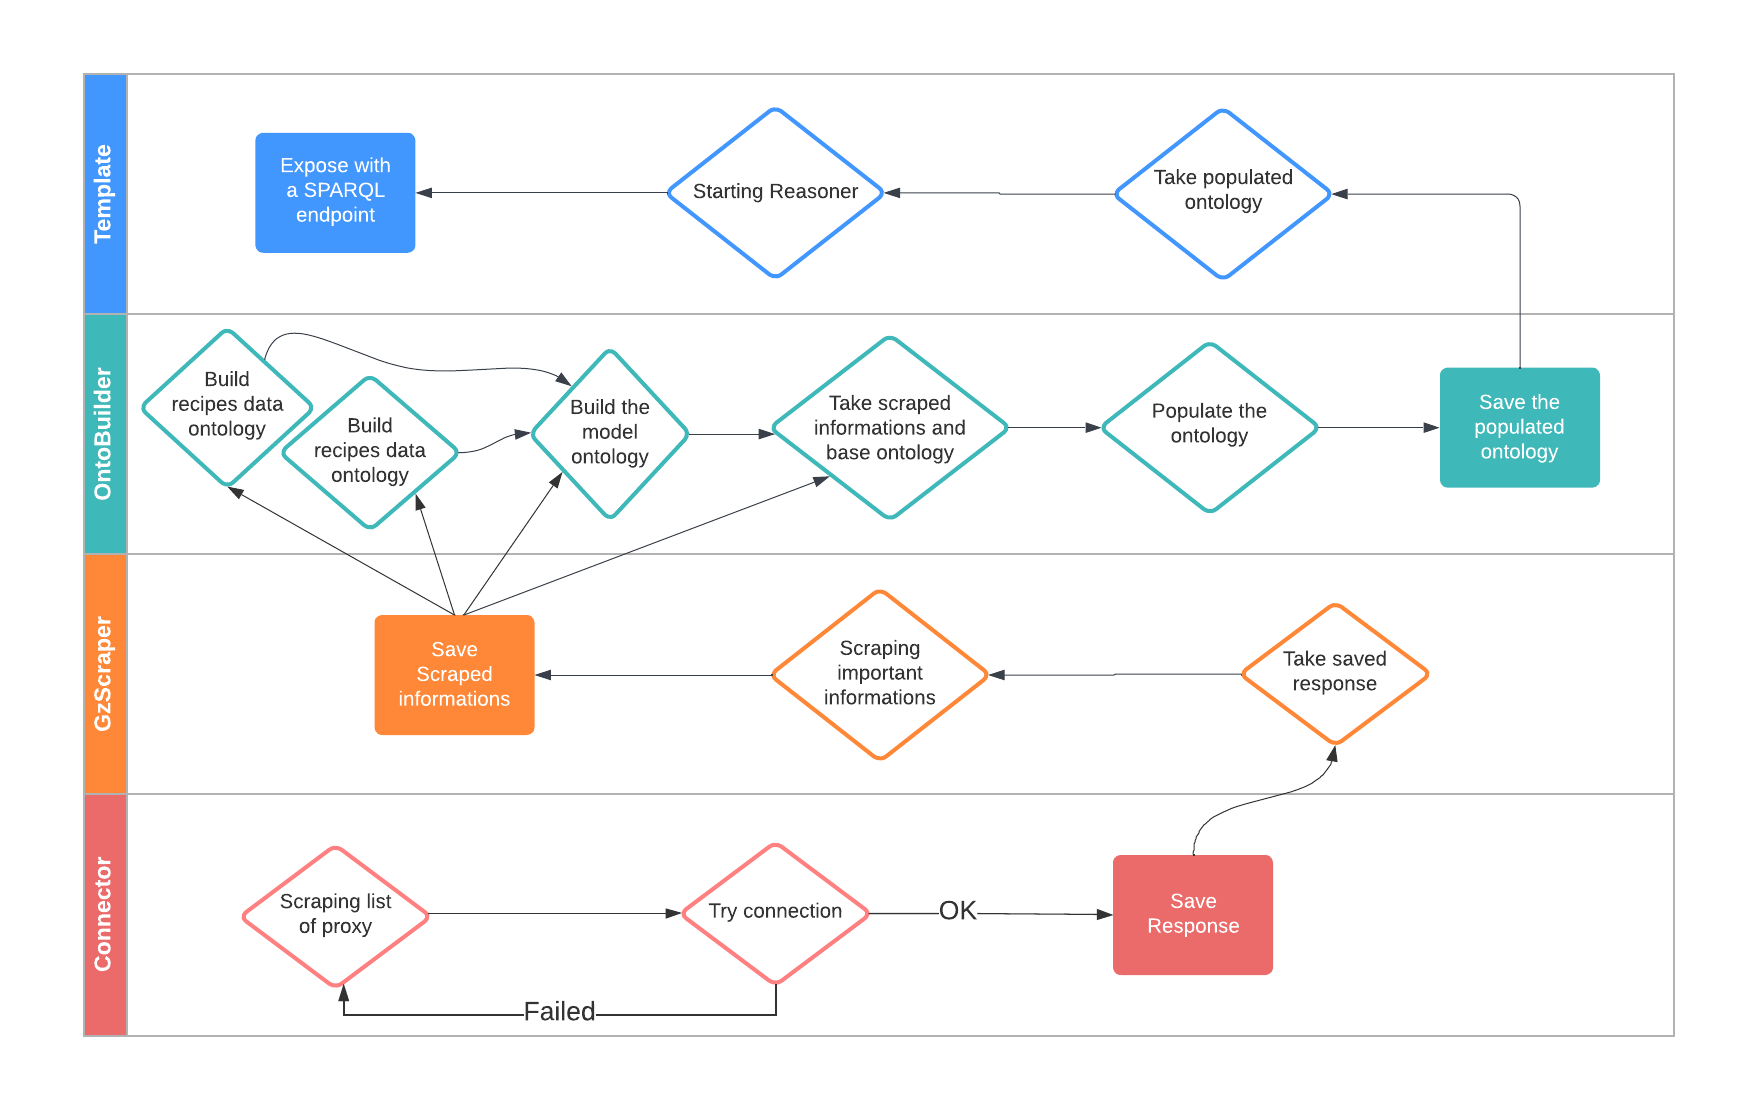 Template
Expose with
a SPARQL
endpoint
Starting Reasoner
Take populated
ontology
OntoBuilder
Build
recipes data
ontology
Build
recipes data
ontology
Build the
model
ontology
Take scraped
informations and
base ontology
Populate the
ontology
Save the
populated
ontology
GzScraper
Save
Scraped
informations
Scraping
important
informations
Take saved
response
Connector
Scraping list
of proxy
Try connection
OK
Save
Response
Failed